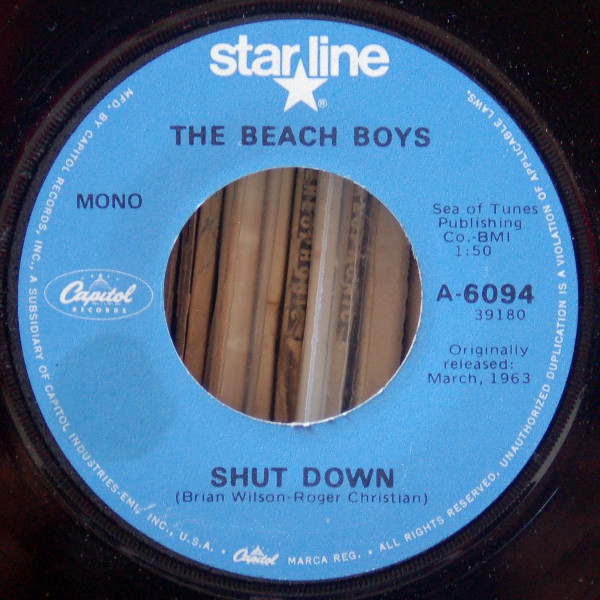 starline
®
THE BEACH BOYS
MONO
Sea of Tunes
Publishing
Co.-BMI
1:50
A-6094
39180
Originally
released:
March, 1963
Capitol
RECORDS
SHUT DOWN
(Brian Wilson-Roger Christian)
MFD. BY CAPITOL RECORDS, INC., A SUBSIDIARY OF CAPITOL INDUSTRIES-EMI, INC., U.S.A. • Capitol MARCA REG. • ALL RIGHTS RESERVED. UNAUTHORIZED DUPLICATION IS A VIOLATION OF APPLICABLE LAWS.